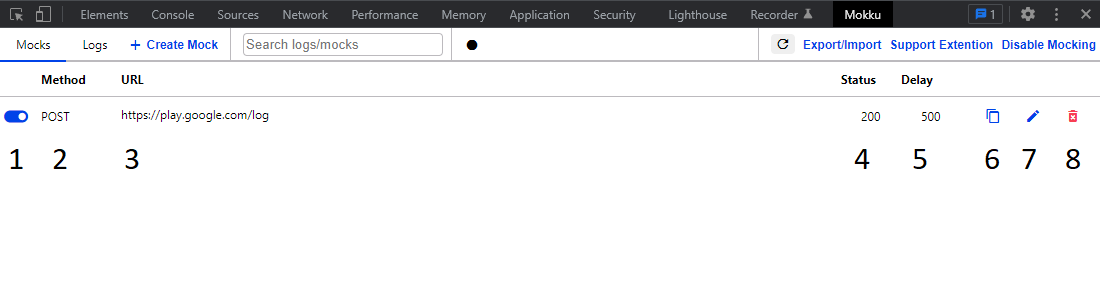 Elements Console Sources Network Performance Memory Application Security Lighthouse Recorder Mokku 1
Mocks Logs + Create Mock Search logs/mocks Export/Import Support Extention Disable Mocking
Method URL Status Delay
POST https://play.google.com/log 200 500
1 2 3 4 5 6 7 8